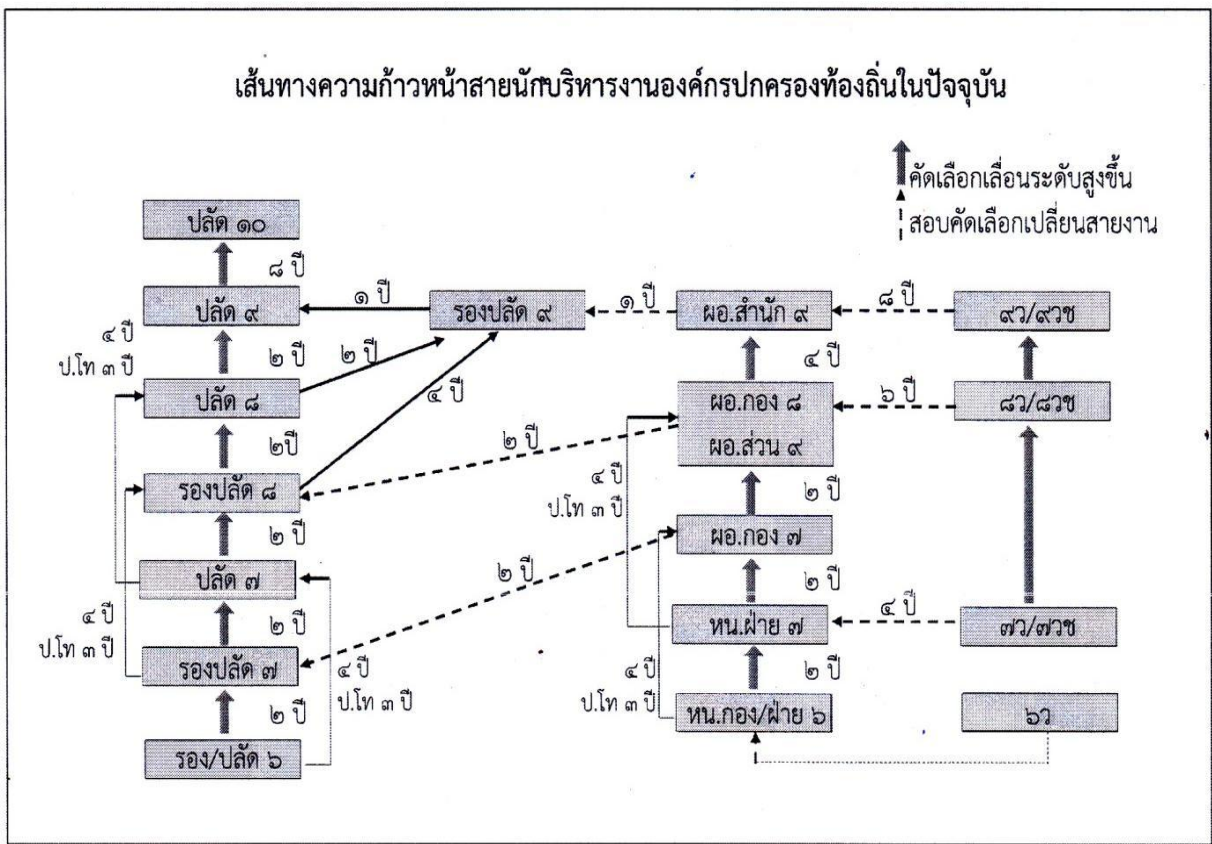 เส้นทางความก้าวหน้าสายนักบริหารงานองค์กรปกครองท้องถิ่นในปัจจุบัน
คัดเลือกเลื่อนระดับสูงขึ้น
สอบคัดเลือกเปลี่ยนสายงาน
ปลัด ๑๐
๘ ปี
ปลัด ๙
๑ ปี
รองปลัด ๙
๑ ปี
ผอ.สำนัก ๙
๘ ปี
๙ว/๙วช
๔ ปี
ป.โท ๓ ปี
๒ ปี
๒ ปี
๔ ปี
๔ ปี
ปลัด ๘
ผอ.กอง ๘
ผอ.ส่วน ๙
๖ ปี
๘ว/๘วช
๒ปี
๒ ปี
รองปลัด ๘
๔ ปี
ป.โท ๓ ปี
๒ ปี
๒ ปี
ผอ.กอง ๗
ปลัด ๗
๒ ปี
๒ ปี
๔ ปี
ป.โท ๓ ปี
๒ ปี
หน.ฝ่าย ๗
๔ ปี
๗ว/๗วช
รองปลัด ๗
๔ ปี
ป.โท ๓ ปี
๒ ปี
๔ ปี
ป.โท ๓ ปี
๒ ปี
หน.กอง/ฝ่าย ๖
๖ว
รอง/ปลัด ๖